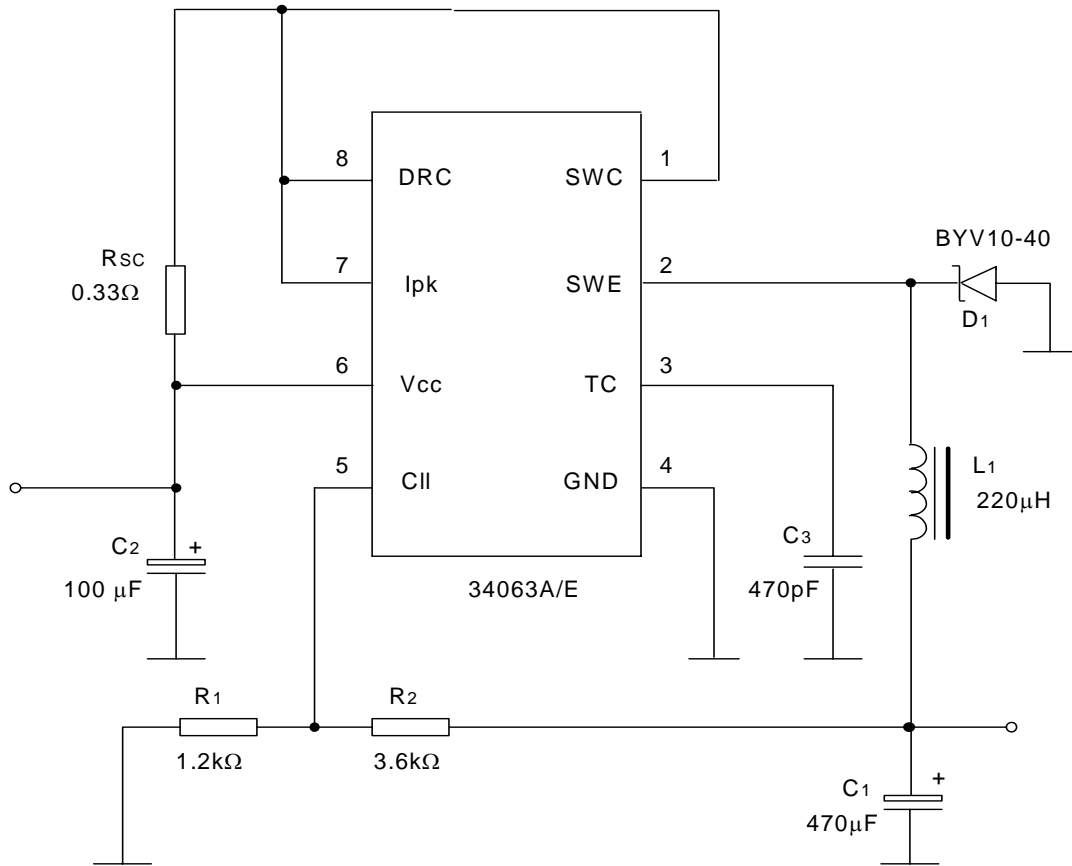 8
DRC
SWC
1
BYV10-40
RSC
0.33Ω
7
Ipk
SWE
2
D1
6
Vcc
TC
3
5
CII
GND
4
L1
220µH
C2
+
100 µF
C3
470pF
34063A/E
R1
R2
1.2kΩ
3.6kΩ
C1
+
470µF